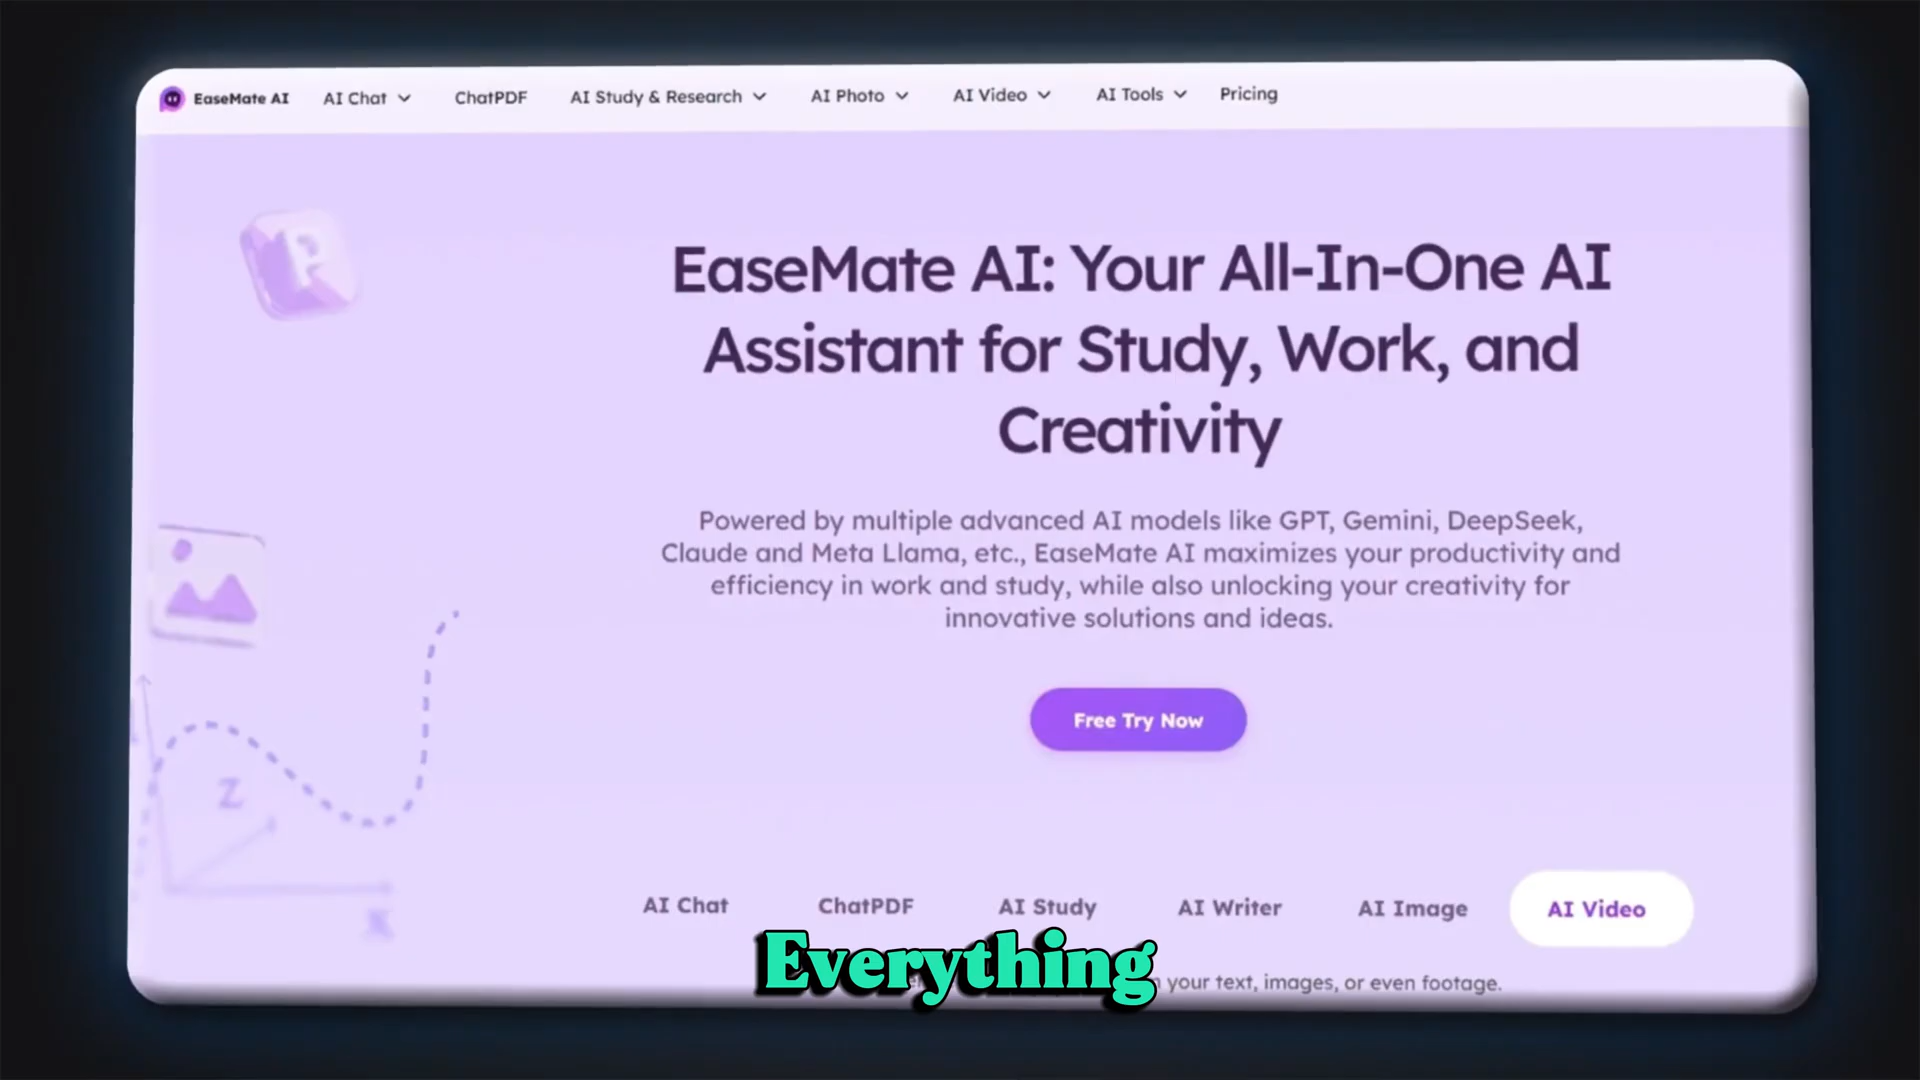 EaseMate AI
AI Chat
ChatPDF
AI Study & Research
AI Photo
AI Video
AI Tools
Pricing
P
EaseMate AI: Your All-In-One AI
Assistant for Study, Work, and
Creativity
Powered by multiple advanced AI models like GPT, Gemini, DeepSeek,
Claude and Meta Llama, etc., EaseMate AI maximizes your productivity and
efficiency in work and study, while also unlocking your creativity for
innovative solutions and ideas.
Free Try Now
Z
X
AI Chat
ChatPDF
AI Study
AI Writer
AI Image
AI Video
Everything
your text, images, or even footage.